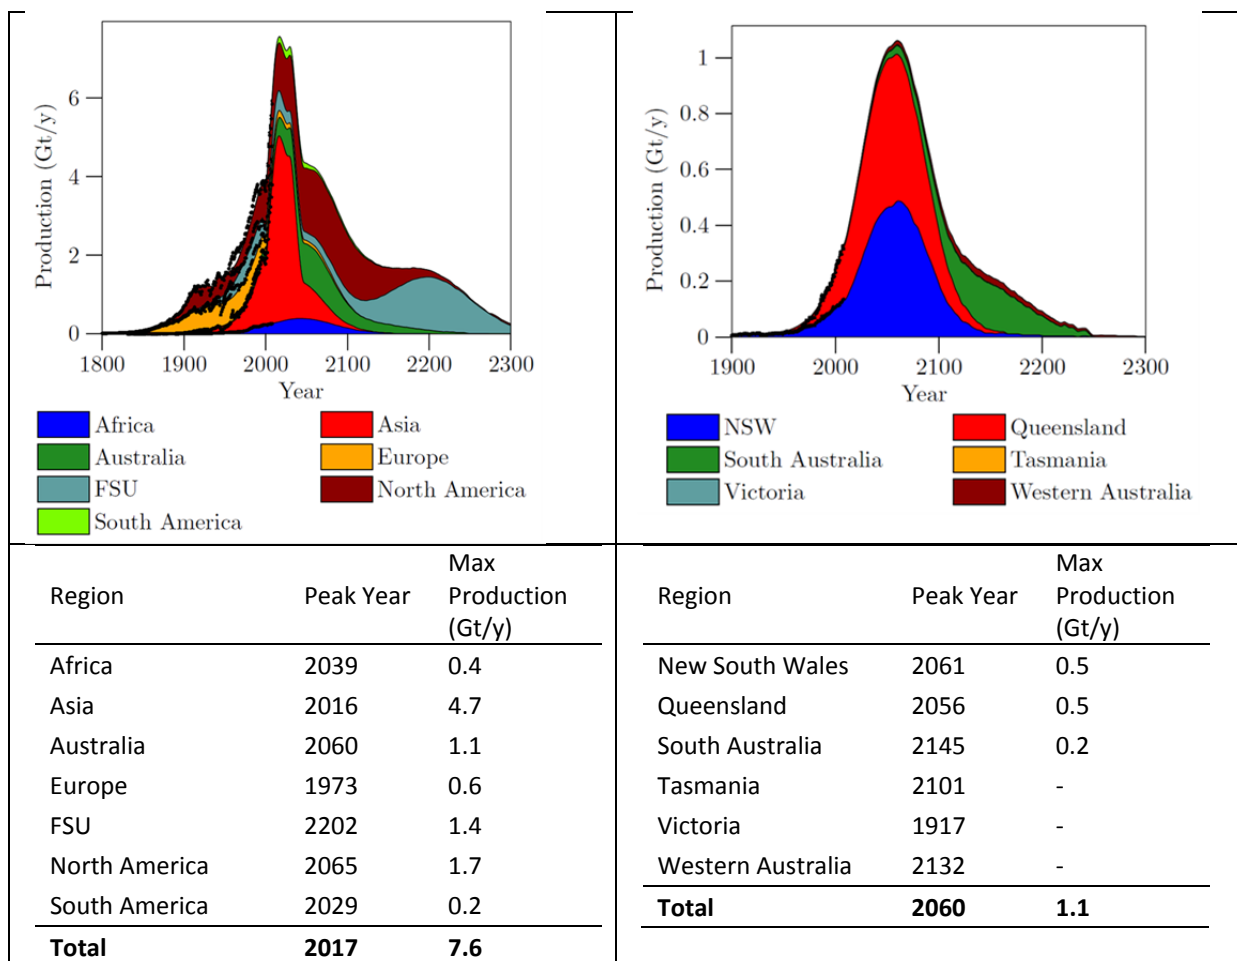 6
4
2
0
Production (Gt/y)
1800 1900 2000 2100 2200 2300
Year
Africa Asia
Australia Europe
FSU North America
South America
1
0.8
0.6
0.4
0.2
0
Production (Gt/y)
1900 2000 2100 2200 2300
Year
NSW Queensland
South Australia Tasmania
Victoria Western Australia
Region Peak Year Max
Production
(Gt/y)
Africa 2039 0.4
Asia 2016 4.7
Australia 2060 1.1
Europe 1973 0.6
FSU 2202 1.4
North America 2065 1.7
South America 2029 0.2
Total 2017 7.6
Region Peak Year Max
Production
(Gt/y)
New South Wales 2061 0.5
Queensland 2056 0.5
South Australia 2145 0.2
Tasmania 2101 -
Victoria 1917 -
Western Australia 2132 -
Total 2060 1.1